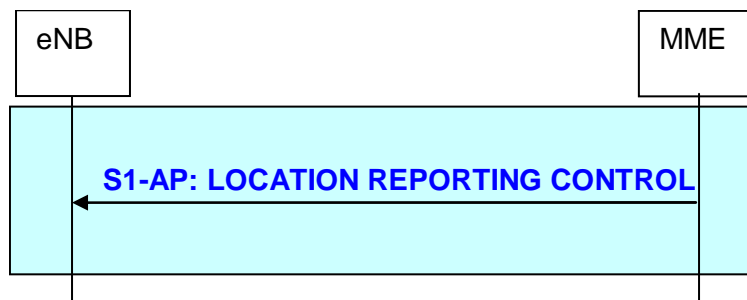 eNB
MME
S1-AP: LOCATION REPORTING CONTROL